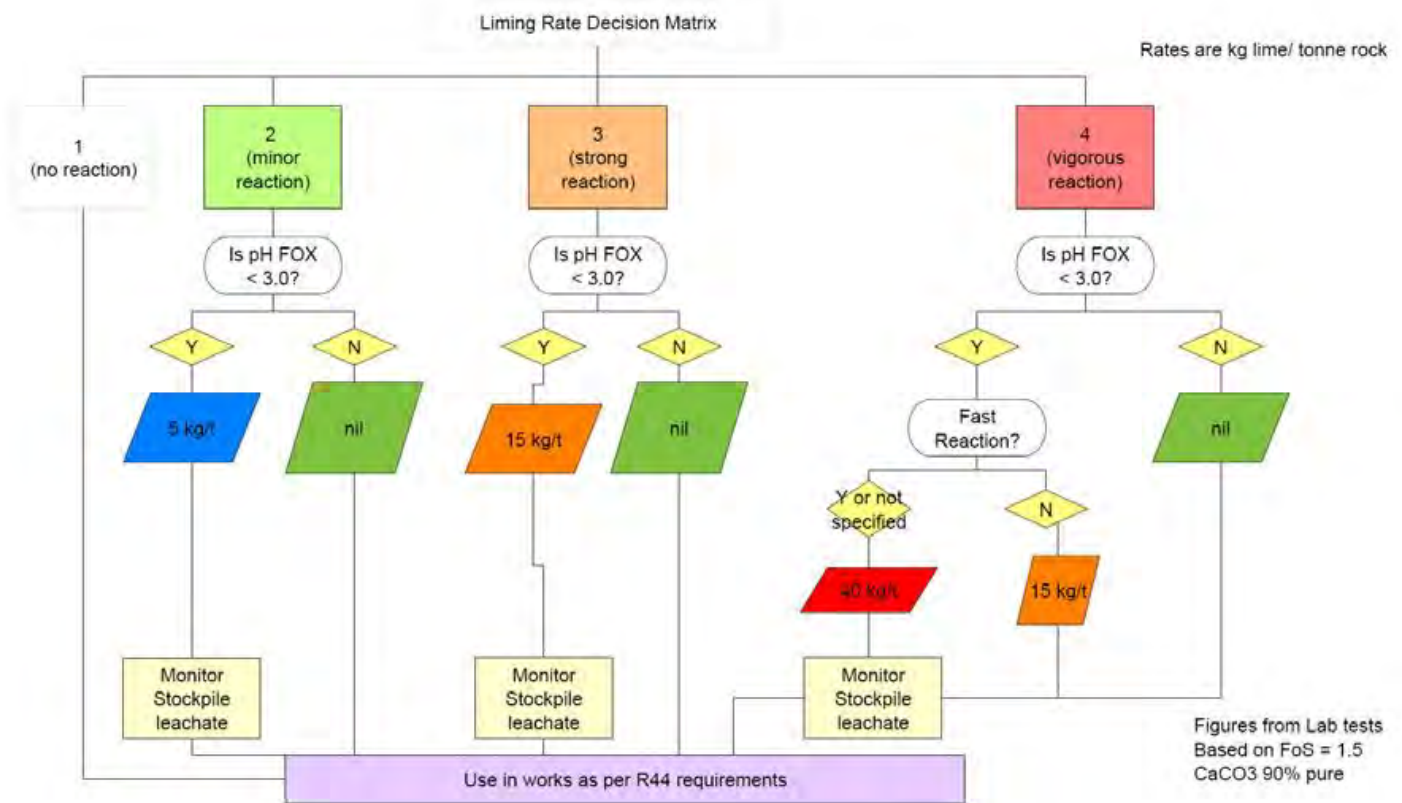 Liming Rate Decision Matrix
Rates are kg lime/ tonne rock
1
(no reaction)
2
(minor
reaction)
3
(strong
reaction)
4
(vigorous
reaction)
Is pH FOX
< 3.0?
Is pH FOX
< 3.0?
Is pH FOX
< 3.0?
Y
N
Y
N
Y
N
5 kg/t
nil
15 kg/t
nil
Fast
Reaction?
nil
Y or not
specified
N
40 kg/t
15 kg/t
Monitor
Stockpile
leachate
Monitor
Stockpile
leachate
Monitor
Stockpile
leachate
Figures from Lab tests
Based on FoS = 1.5
CaCO3 90% pure
Use in works as per R44 requirements